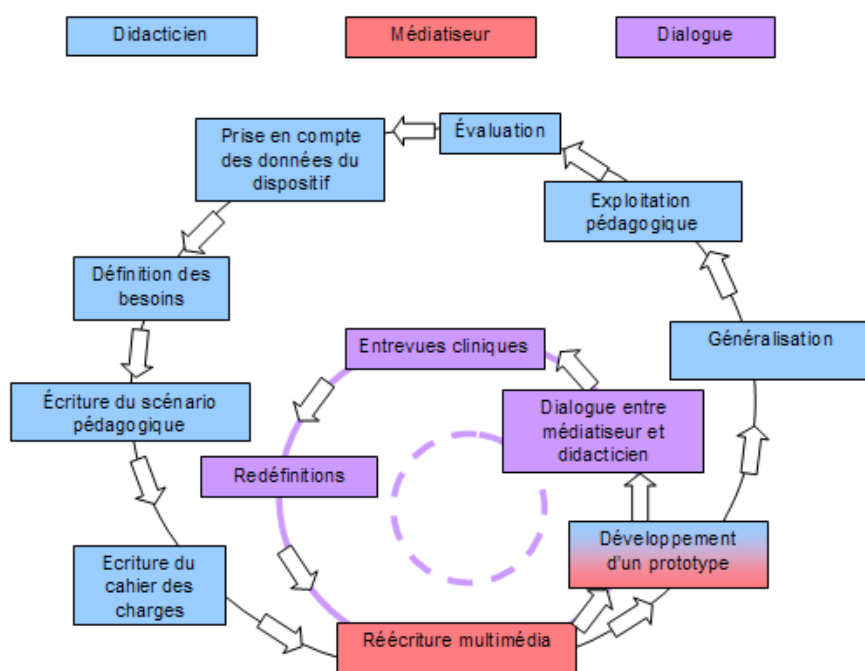 Didacticien
Médiatiseur
Dialogue
Évaluation
Prise en compte
des données du
dispositif
Exploitation
pédagogique
Définition des
besoins
Entrevues cliniques
Généralisation
Écriture du scénario
pédagogique
Dialogue entre
médiatiseur et
didacticien
Redéfinitions
Développement
d'un prototype
Ecriture du
cahier des
charges
Réécriture multimédia